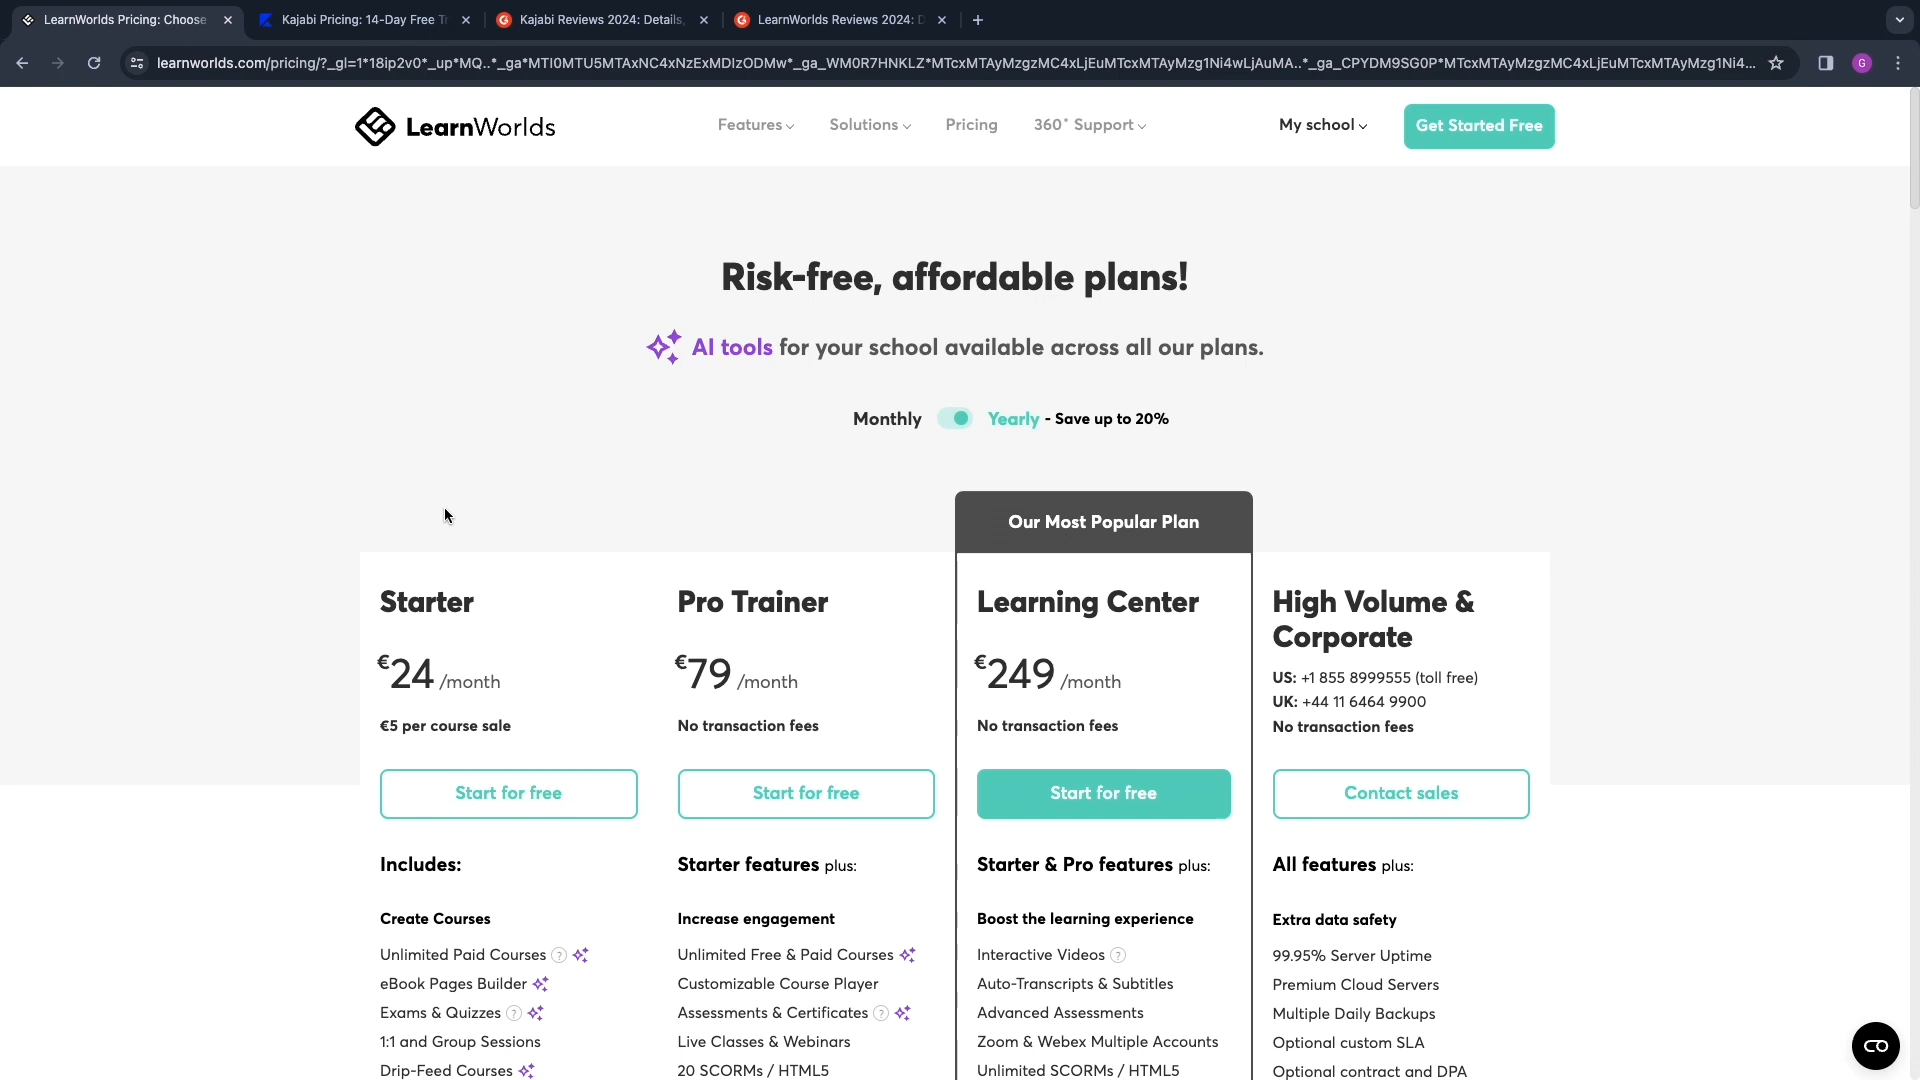 LearnWorlds Pricing: Choose
Kajabi Pricing: 14-Day Free Tr
Kajabi Reviews 2024: Details,
LearnWorlds Reviews 2024: D
learnworlds.com/pricing/?_gl=1*18ip2v0*_up*MQ..*_ga*MTI0MTU5MTAxNC4xNzExMDIzODMw*_ga_WM0R7HNKLZ*MTcxMTAyMzgzMC4xLjEuMTcxMTAyMzg1Ni4wLjAuMA..*_ga_CPYDM9SG0P*MTcxMTAyMzgzMC4xLjEuMTcxMTAyMzg1Ni4...
G
LearnWorlds
Features
Solutions
Pricing
360° Support
My school
Get Started Free
Risk-free, affordable plans!
AI tools for your school available across all our plans.
Monthly
Yearly - Save up to 20%
Our Most Popular Plan
Starter
€24 /month
€5 per course sale
Start for free
Includes:
Create Courses
Unlimited Paid Courses ?
eBook Pages Builder
Exams & Quizzes ?
1:1 and Group Sessions
Drip-Feed Courses
Pro Trainer
€79 /month
No transaction fees
Start for free
Starter features plus:
Increase engagement
Unlimited Free & Paid Courses
Customizable Course Player
Assessments & Certificates ?
Live Classes & Webinars
20 SCORMs / HTML5
Learning Center
€249 /month
No transaction fees
Start for free
Starter & Pro features plus:
Boost the learning experience
Interactive Videos ?
Auto-Transcripts & Subtitles
Advanced Assessments
Zoom & Webex Multiple Accounts
Unlimited SCORMs / HTML5
High Volume &
Corporate
US: +1 855 8999555 (toll free)
UK: +44 11 6464 9900
No transaction fees
Contact sales
All features plus:
Extra data safety
99.95% Server Uptime
Premium Cloud Servers
Multiple Daily Backups
Optional custom SLA
Optional contract and DPA